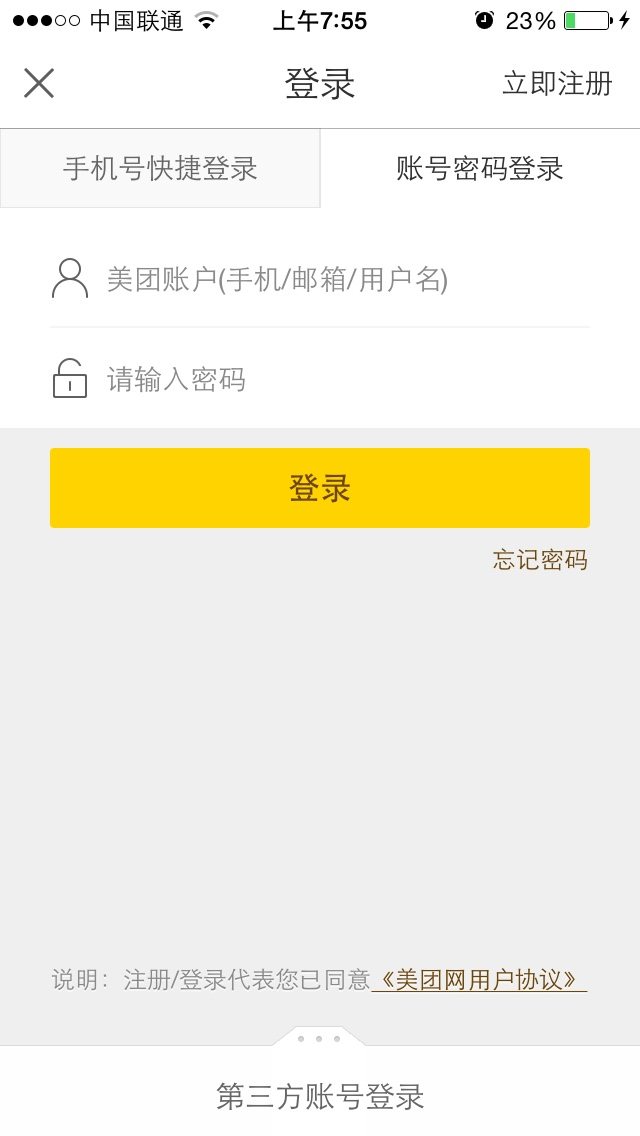 中国联通 上午7:55 23%
登录 立即注册
手机号快捷登录 账号密码登录
美团账户(手机/邮箱/用户名)
请输入密码
登录
忘记密码
说明：注册/登录代表您已同意《美团网用户协议》
第三方账号登录